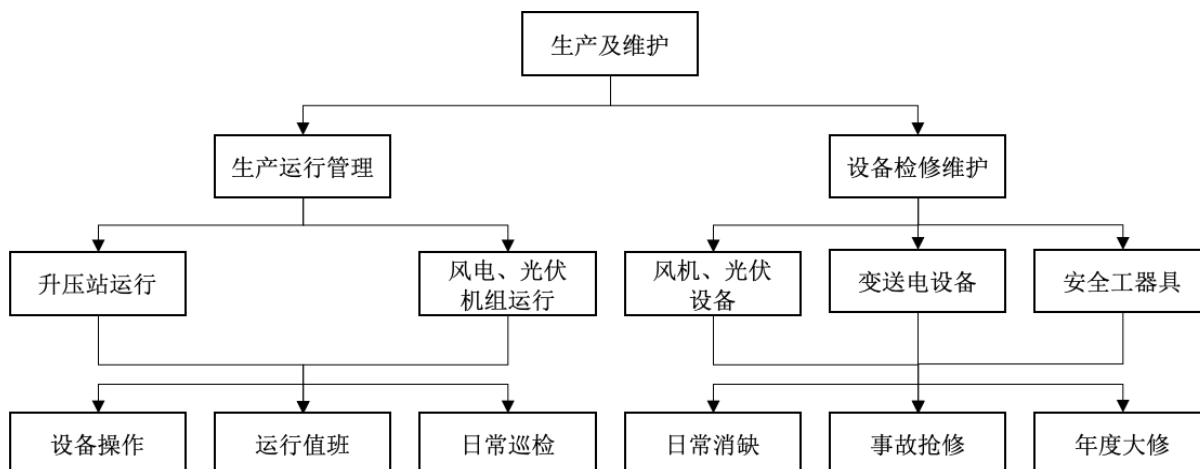 生产及维护
生产运行管理
设备检修维护
升压站运行
风电、光伏
机组运行
风机、光伏
设备
变送电设备
安全工器具
设备操作
运行值班
日常巡检
日常消缺
事故抢修
年度大修